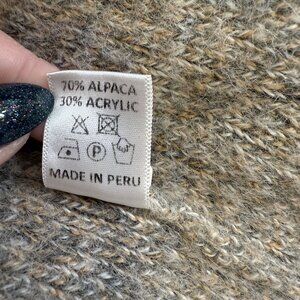 70% ALPACA
30% ACRYLIC
P
MADE IN PERU